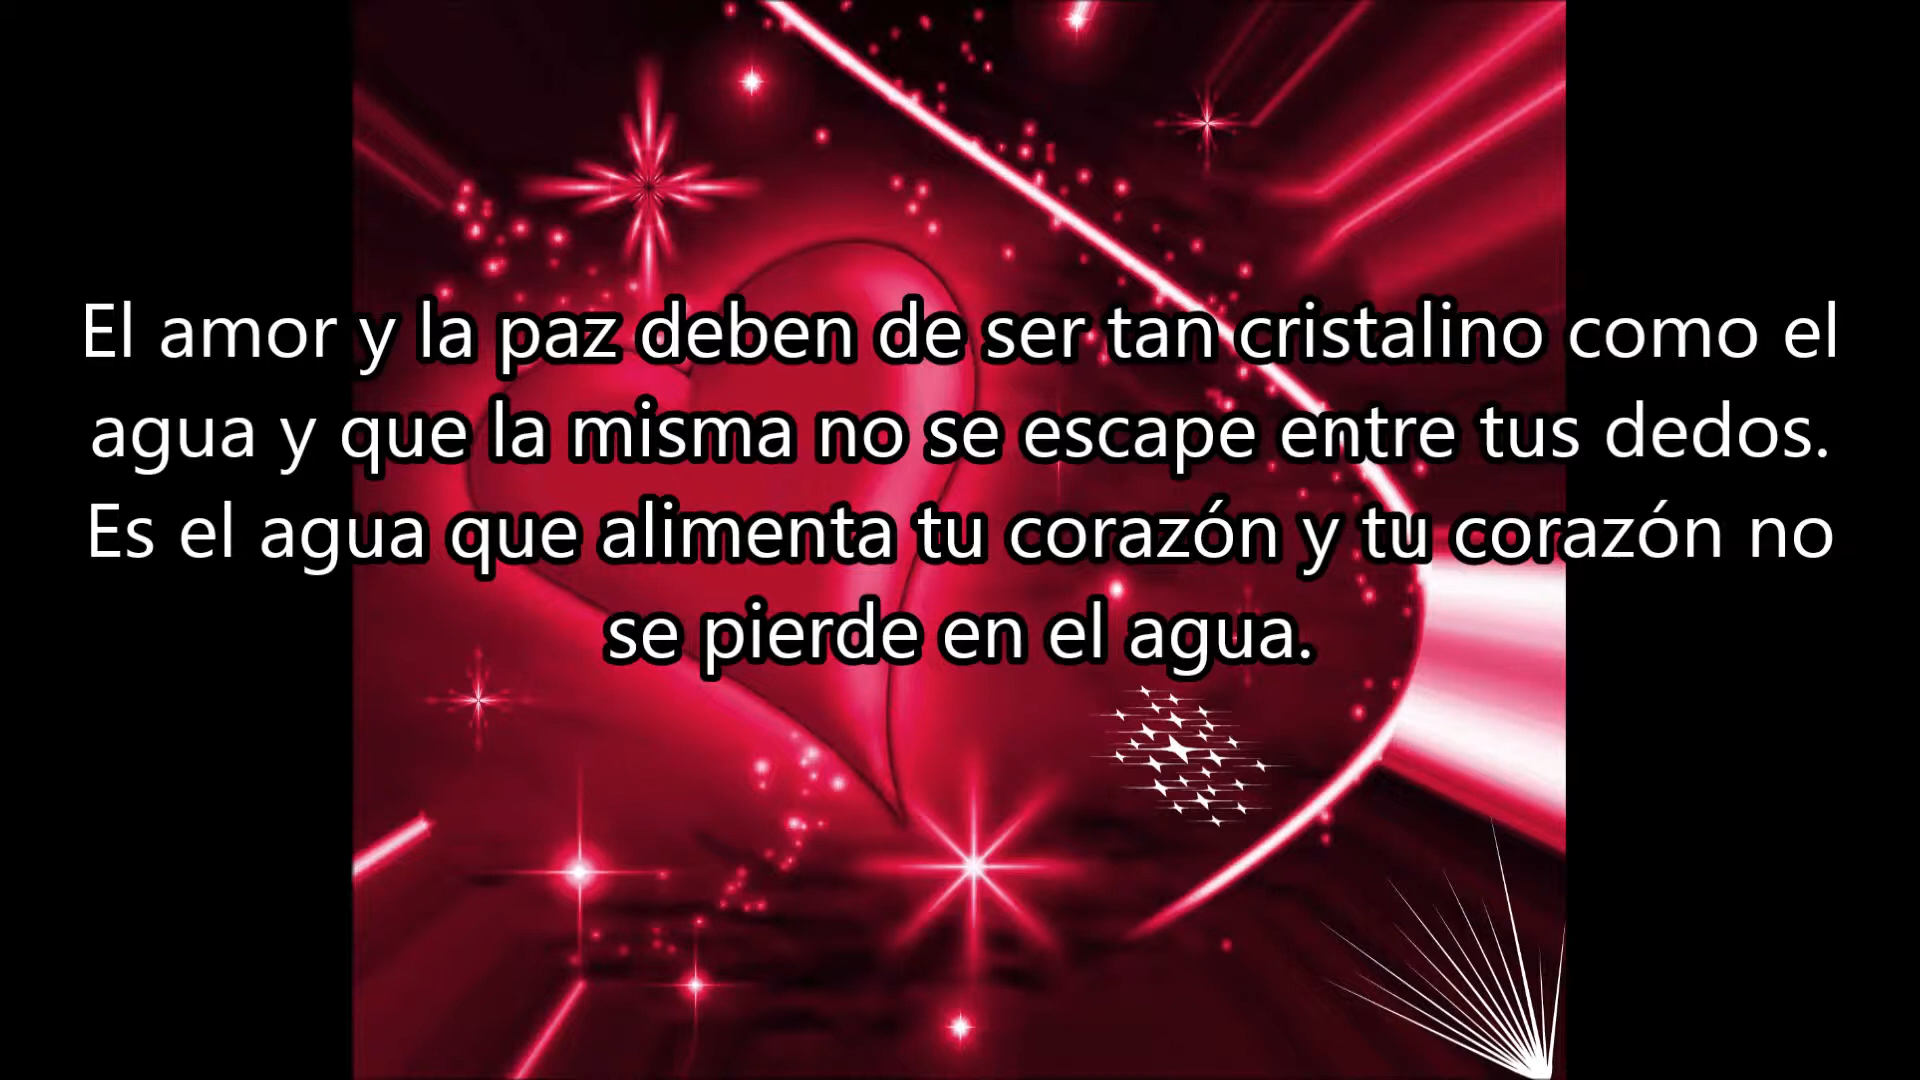 El amor y la paz deben de ser tan cristalino como el
agua y que la misma no se escape entre tus dedos.
Es el agua que alimenta tu corazón y tu corazón no
se pierde en el agua.